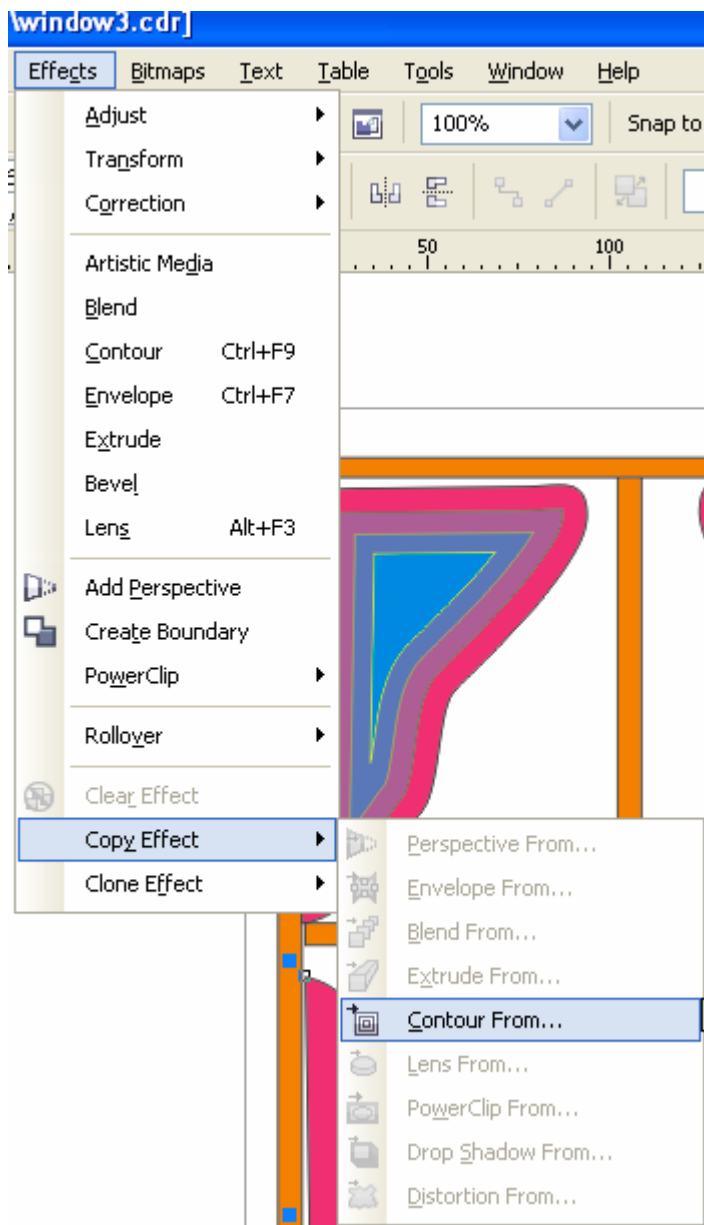 \window3.cdr]
Effects Bitmaps Text Table Tools Window Help
100% Snap to
50 100
Adjust
Transform
Correction
Artistic Media
Blend
Contour Ctrl+F9
Envelope Ctrl+F7
Extrude
Bevel
Lens Alt+F3
Add Perspective
Create Boundary
PowerClip
Rollover
Clear Effect
Copy Effect
Clone Effect
Perspective From...
Envelope From...
Blend From...
Extrude From...
Contour From...
Lens From...
PowerClip From...
Drop Shadow From...
Distortion From...